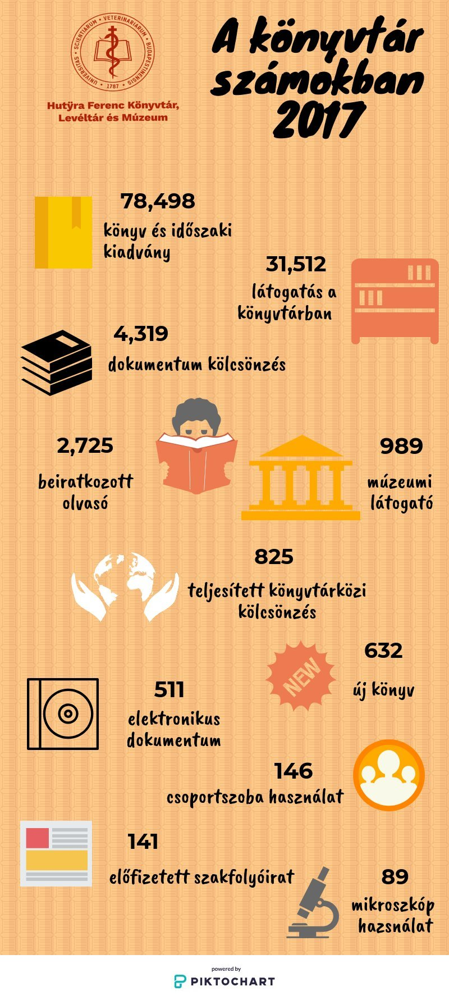 UNIVERSITAS • SCIENTIARUM • VETERINARIARUM • BUDAPESTINENSIS • 1787 •
Hutÿra Ferenc Könyvtár,
Levéltár és Múzeum
A könyvtár
számokban
2017
78,498
könyv és időszaki
kiadvány
31,512
látogatás a
könyvtárban
4,319
dokumentum kölcsönzés
2,725
beiratkozott
olvasó
989
múzeumi
látogató
825
teljesített könyvtárközi
kölcsönzés
NEW
632
új könyv
511
elektronikus
dokumentum
146
csoportszoba használat
141
előfizetett szakfolyóirat
89
mikroszkóp
hazsnálat
powered by
PIKTOCHART